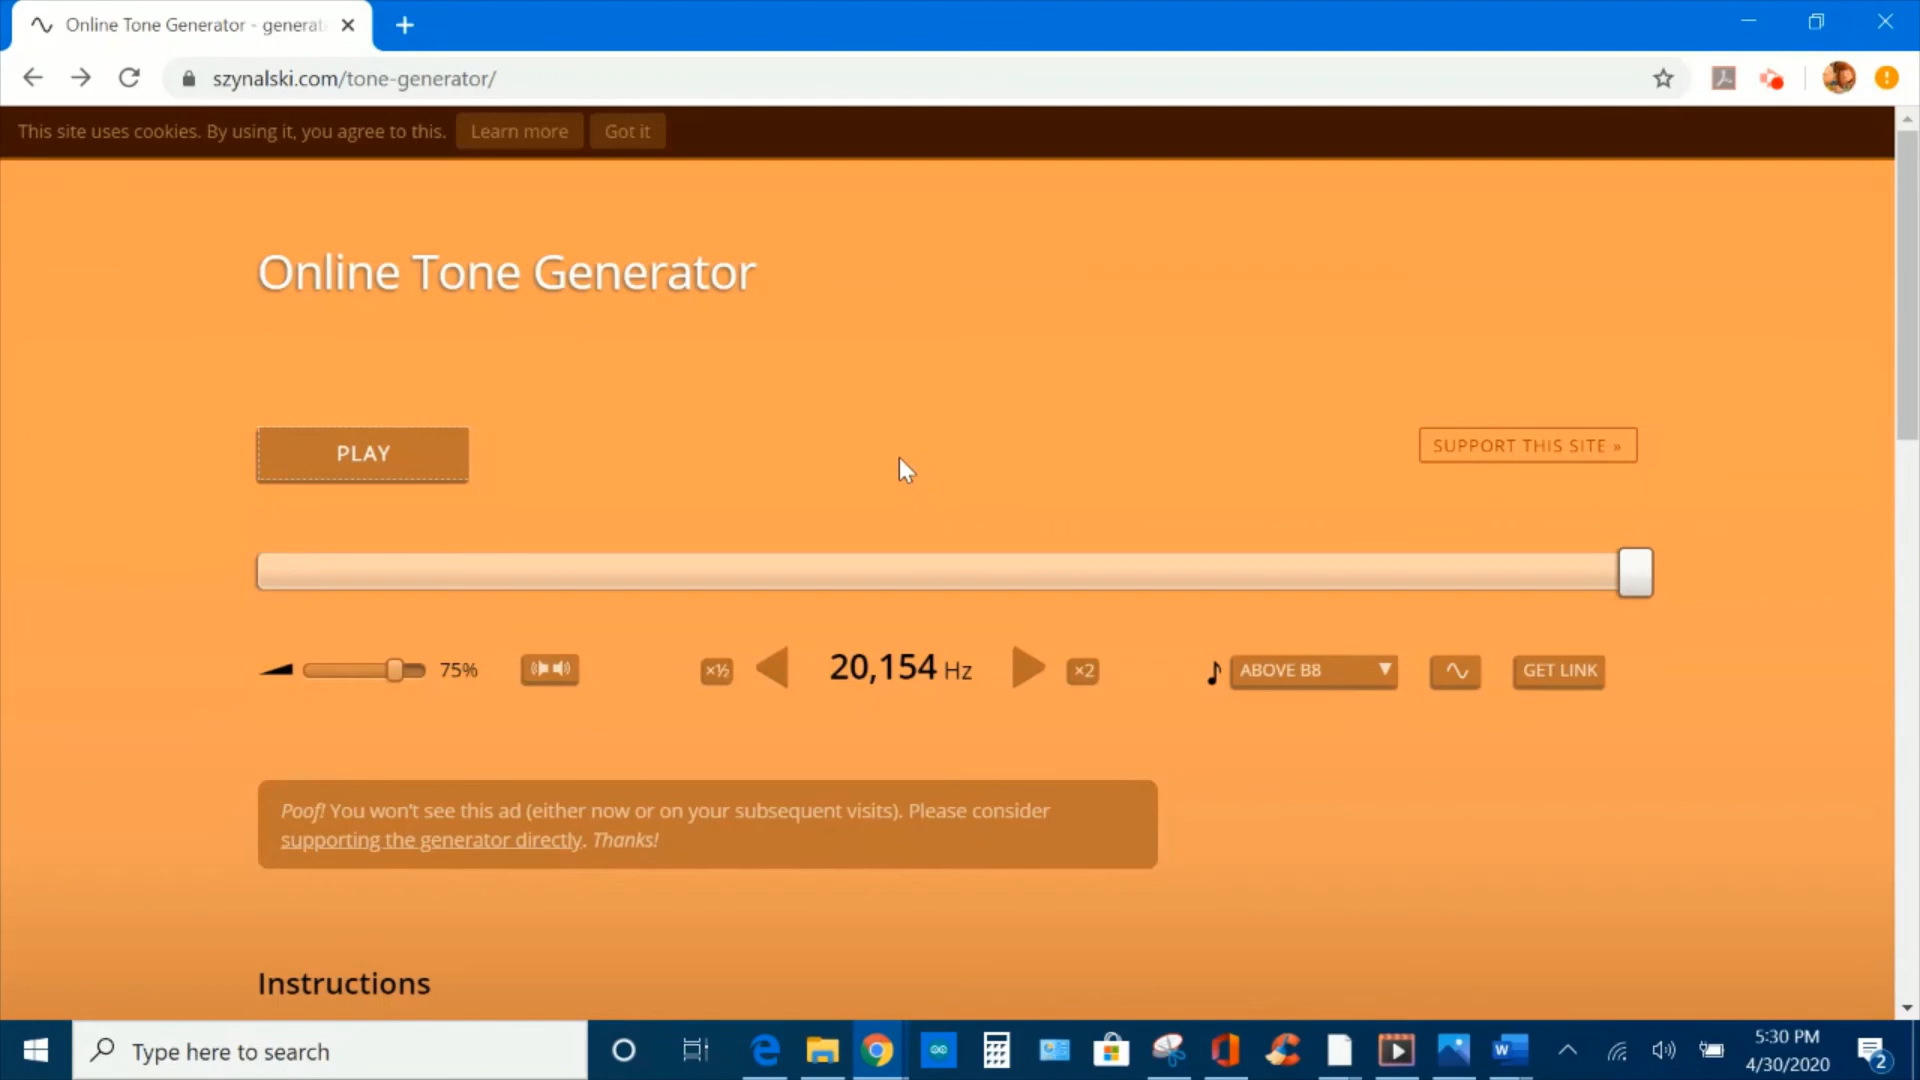 Online Tone Generator - generat
szynalski.com/tone-generator/
This site uses cookies. By using it, you agree to this. Learn more Got it
Online Tone Generator
PLAY
SUPPORT THIS SITE »
75% ×½ 20,154 Hz ×2 ABOVE B8 GET LINK
Poof! You won't see this ad (either now or on your subsequent visits). Please consider
supporting the generator directly. Thanks!
Instructions
Type here to search
5:30 PM
4/30/2020
2